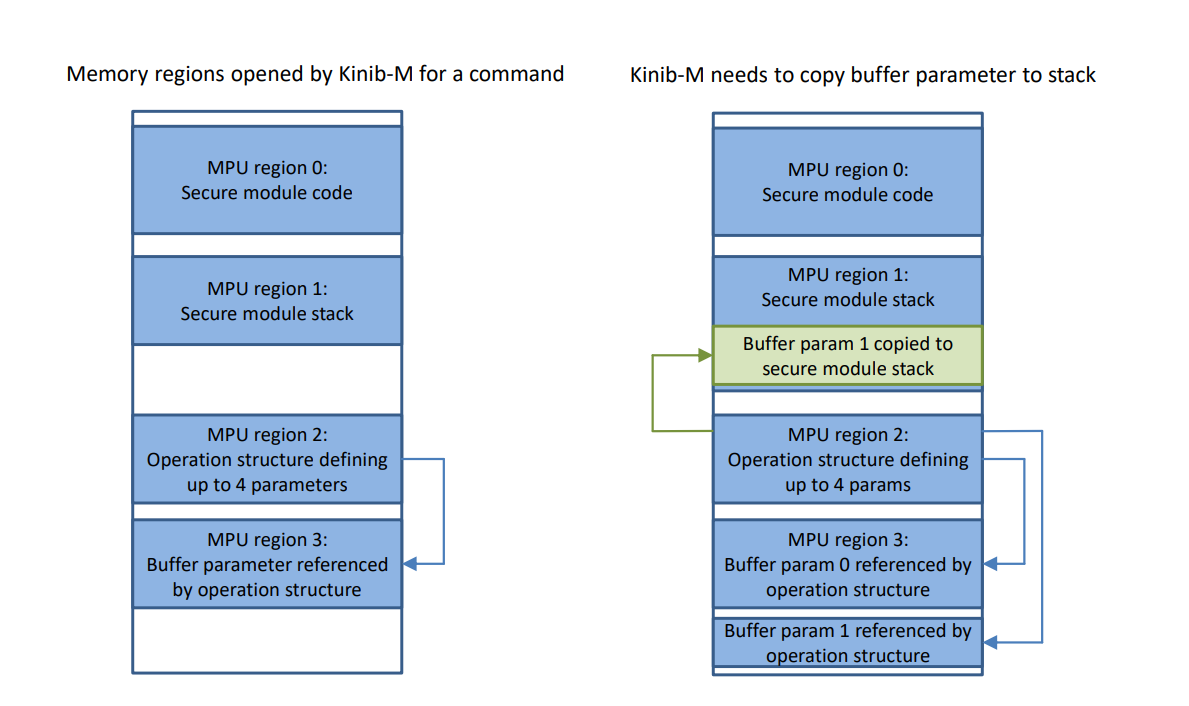 Memory regions opened by Kinib-M for a command
MPU region 0:
Secure module code
MPU region 1:
Secure module stack
MPU region 2:
Operation structure defining
up to 4 parameters
MPU region 3:
Buffer parameter referenced
by operation structure
Kinib-M needs to copy buffer parameter to stack
MPU region 0:
Secure module code
MPU region 1:
Secure module stack
Buffer param 1 copied to
secure module stack
MPU region 2:
Operation structure defining
up to 4 params
MPU region 3:
Buffer param 0 referenced by
operation structure
Buffer param 1 referenced by
operation structure